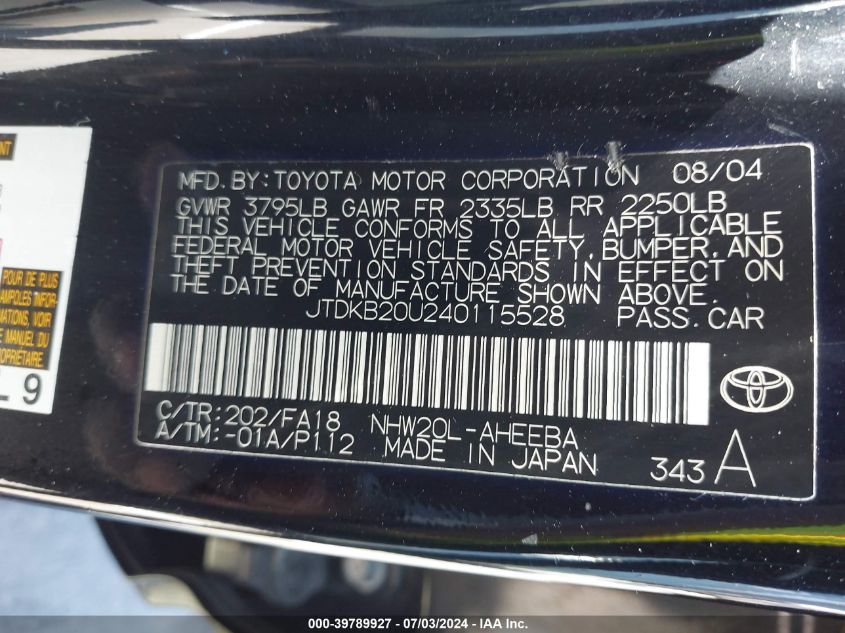 MFD. BY: TOYOTA MOTOR CORPORATION 08/04
GVWR 3795LB GAWR FR 2335LB RR 2250LB
THIS VEHICLE CONFORMS TO ALL APPLICABLE
FEDERAL MOTOR VEHICLE SAFETY, BUMPER, AND
THEFT PREVENTION STANDARDS IN EFFECT ON
THE DATE OF MANUFACTURE SHOWN ABOVE.
JTDKB20U240115528 PASS. CAR
C/TR: 202/FA18 NHW20L-AHEEBA
A/TM: -01A/P112 MADE IN JAPAN 343 A
POUR DE PLUS
AMPOLES INFOR-
MATIONS, VOIR
MANUEL DU
L 9
000-39789927 / 07/03/2024 - IAA Inc.